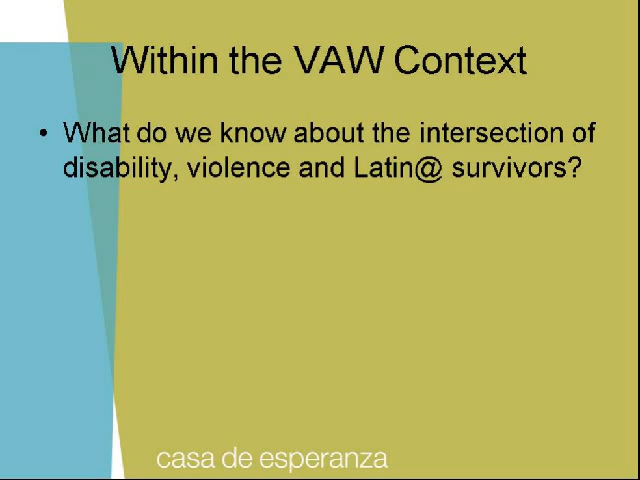 Within the VAW Context
• What do we know about the intersection of
disability, violence and Latin@ survivors?
casa de esperanza